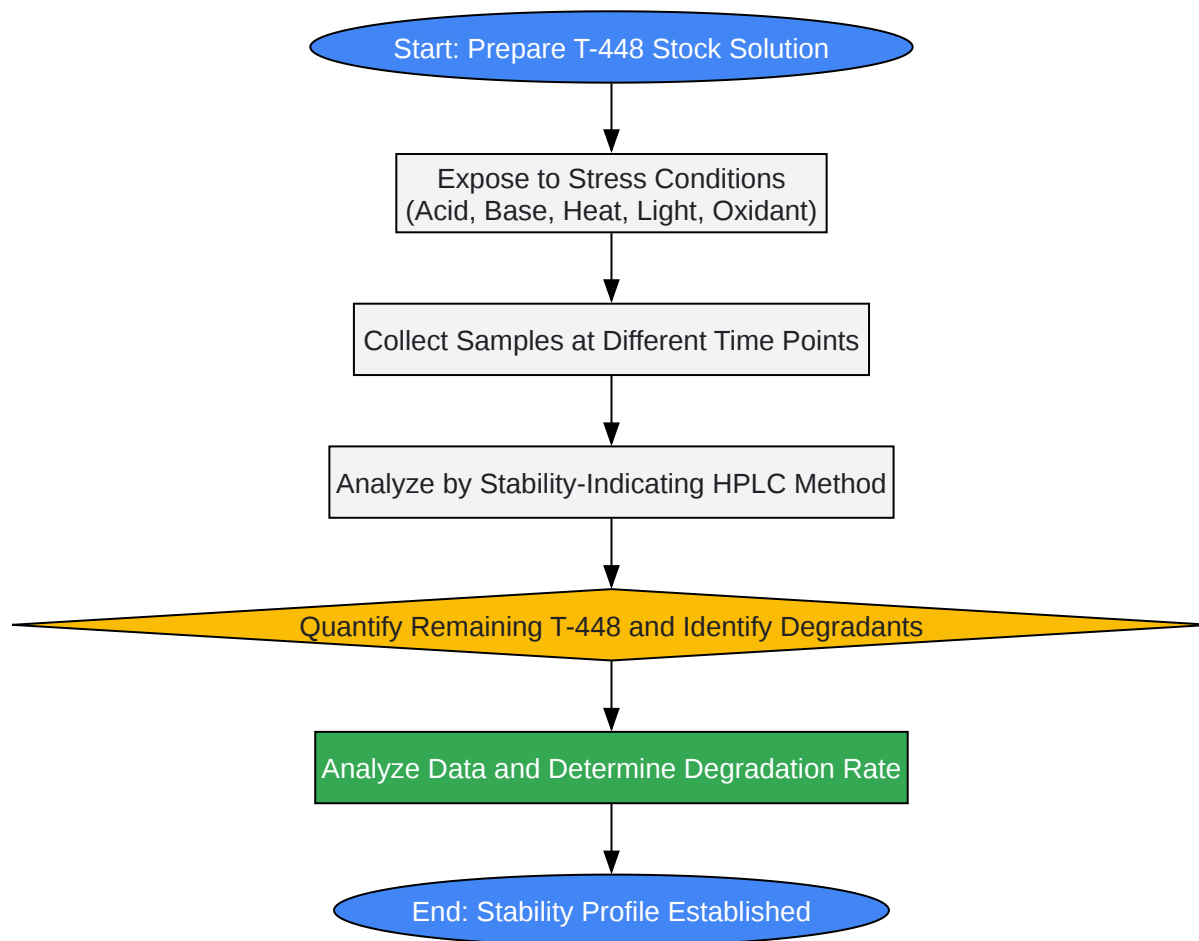 Start: Prepare T-448 Stock Solution
Expose to Stress Conditions
(Acid, Base, Heat, Light, Oxidant)
Collect Samples at Different Time Points
Analyze by Stability-Indicating HPLC Method
Quantify Remaining T-448 and Identify Degradants
Analyze Data and Determine Degradation Rate
End: Stability Profile Established